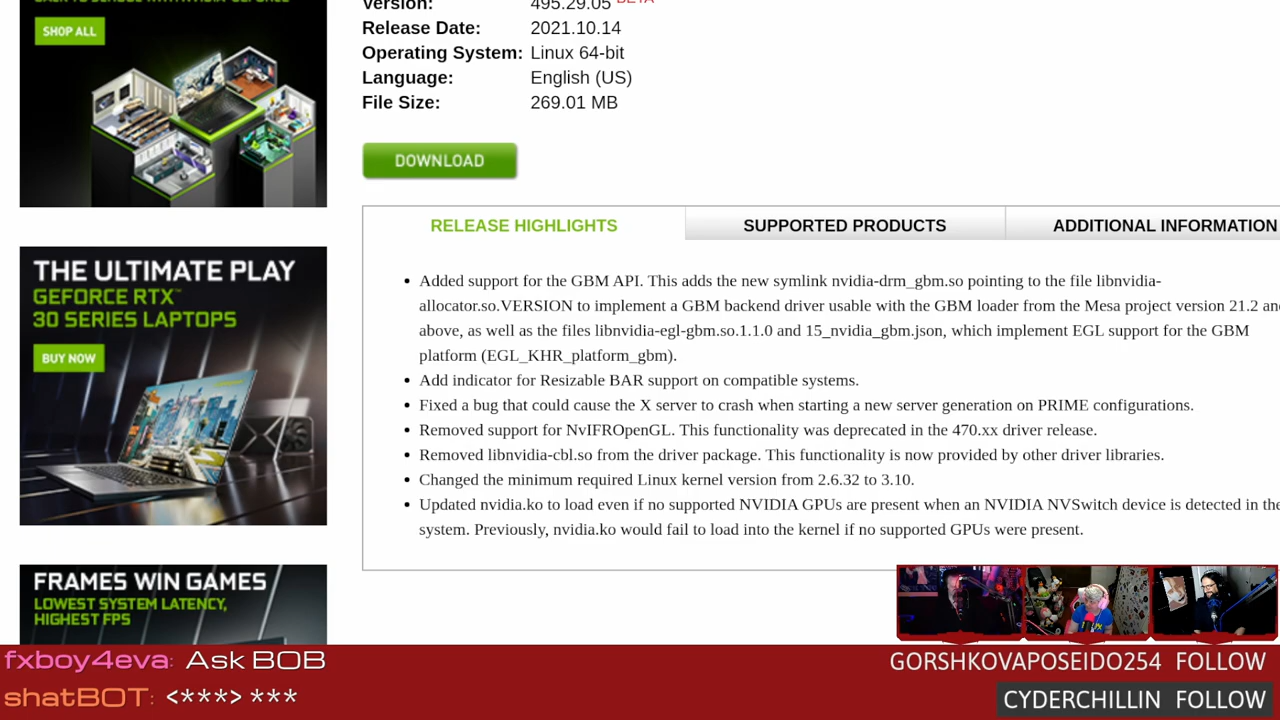 SHOP ALL
Version: 495.29.05 BETA
Release Date: 2021.10.14
Operating System: Linux 64-bit
Language: English (US)
File Size: 269.01 MB
DOWNLOAD
RELEASE HIGHLIGHTS
SUPPORTED PRODUCTS
ADDITIONAL INFORMATION
THE ULTIMATE PLAY
GEFORCE RTX™
30 SERIES LAPTOPS
BUY NOW
Added support for the GBM API. This adds the new symlink nvidia-drm_gbm.so pointing to the file libnvidia-
allocator.so.VERSION to implement a GBM backend driver usable with the GBM loader from the Mesa project version 21.2 and
above, as well as the files libnvidia-egl-gbm.so.1.1.0 and 15_nvidia_gbm.json, which implement EGL support for the GBM
platform (EGL_KHR_platform_gbm).
Add indicator for Resizable BAR support on compatible systems.
Fixed a bug that could cause the X server to crash when starting a new server generation on PRIME configurations.
Removed support for NvIFROpenGL. This functionality was deprecated in the 470.xx driver release.
Removed libnvidia-cbl.so from the driver package. This functionality is now provided by other driver libraries.
Changed the minimum required Linux kernel version from 2.6.32 to 3.10.
Updated nvidia.ko to load even if no supported NVIDIA GPUs are present when an NVIDIA NVSwitch device is detected in the
system. Previously, nvidia.ko would fail to load into the kernel if no supported GPUs were present.
FRAMES WIN GAMES
LOWEST SYSTEM LATENCY,
HIGHEST FPS
fxboy4eva: Ask BOB
shatBOT: <***> ***
GORSHKOVAPOSEIDO254 FOLLOW
CYDERCHILLIN FOLLOW